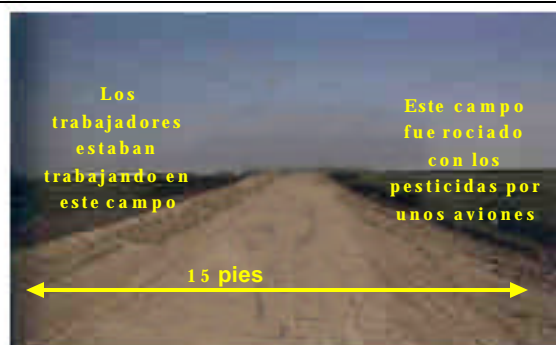 Los
trabajadores
estaban
trabajando en
este campo
Este campo
fue rociado
con los
pesticidas por
unos aviones
15 pies